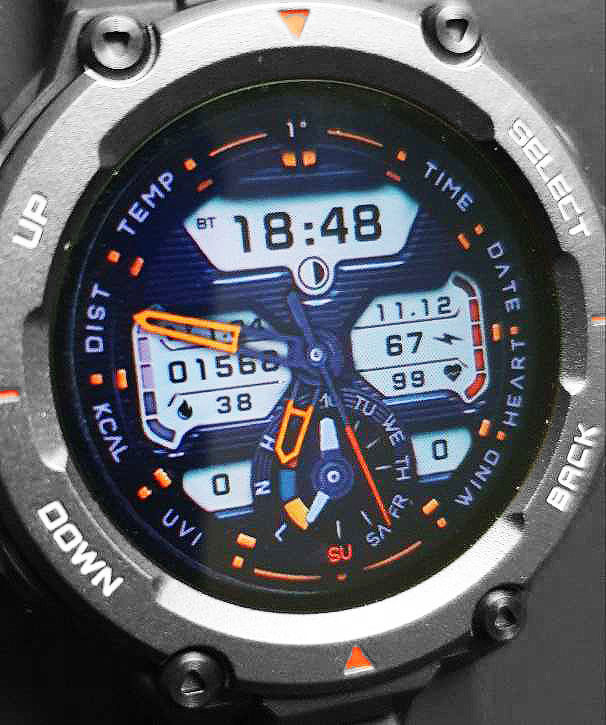 UP
SELECT
1°
TEMP
TIME
BT 18:48
DIST
DATE
11.12
67
99
01568
38
HEART
KCAL
TU
WE
TH
FR
SA
SU
H
N
L
0
0
UVI
WIND
DOWN
BACK